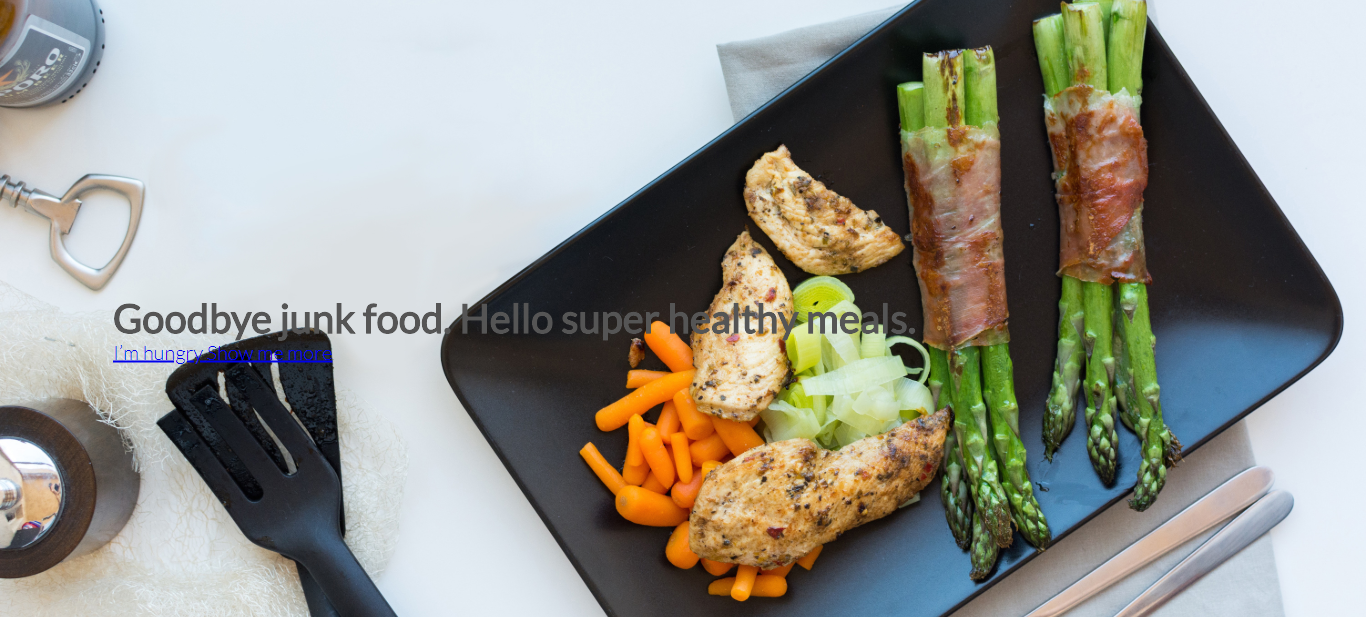 Goodbye junk food. Hello super healthy meals.
I'm hungry Show me more